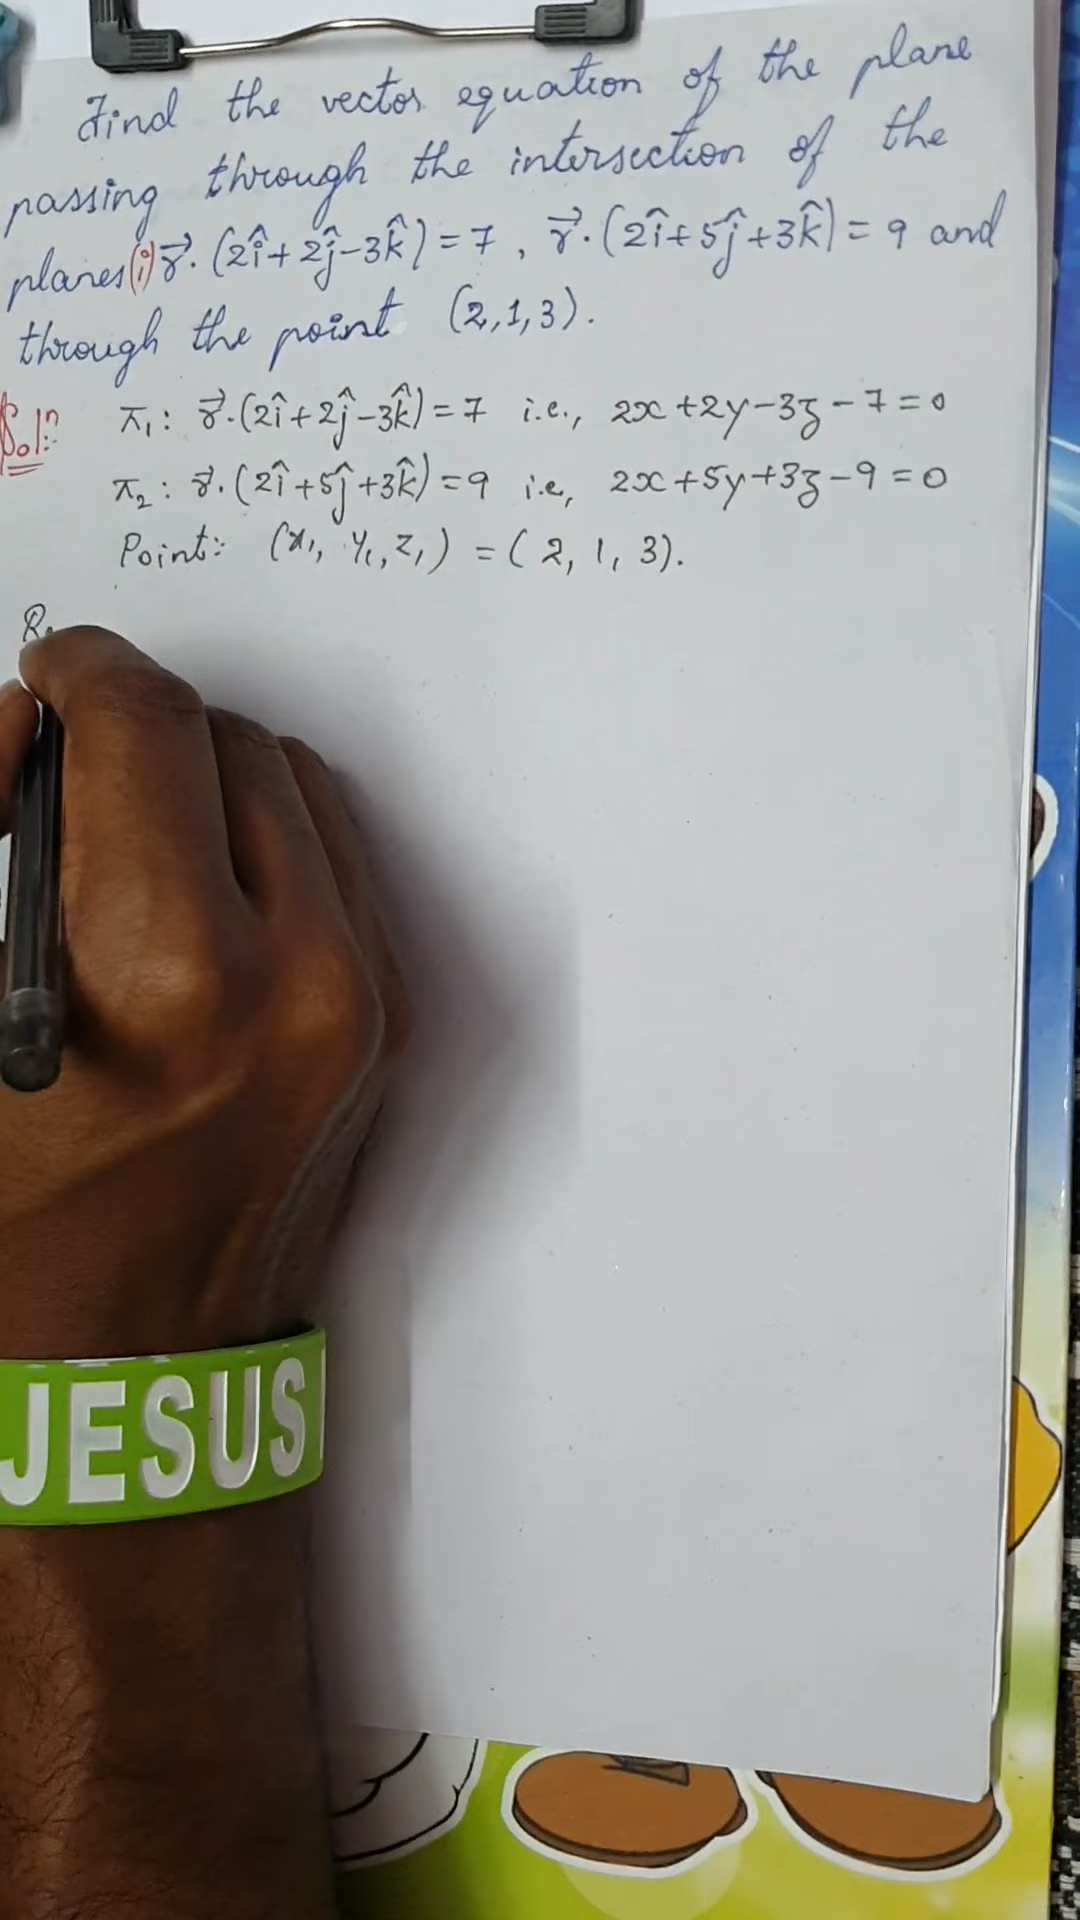 Find the vector equation of the plane
passing through the intersection of the
planes (i) r⃗.(2î+2ĵ-3k̂)=7, r⃗.(2î+5ĵ+3k̂)=9 and
through the point (2,1,3).
Sol:n π₁: r⃗.(2î+2ĵ-3k̂)=7 i.e., 2x+2y-3z-7=0
π₂: r⃗.(2î+5ĵ+3k̂)=9 i.e, 2x+5y+3z-9=0
Point:- (x₁, y₁, z₁) = (2, 1, 3).
JESUS